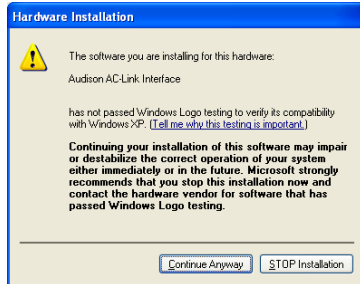 Hardware Installation
The software you are installing for this hardware:
Audison AC-Link Interface
has not passed Windows Logo testing to verify its compatibility
with Windows XP. (Tell me why this testing is important.)
Continuing your installation of this software may impair
or destabilize the correct operation of your system
either immediately or in the future. Microsoft strongly
recommends that you stop this installation now and
contact the hardware vendor for software that has
passed Windows Logo testing.
Continue Anyway STOP Installation